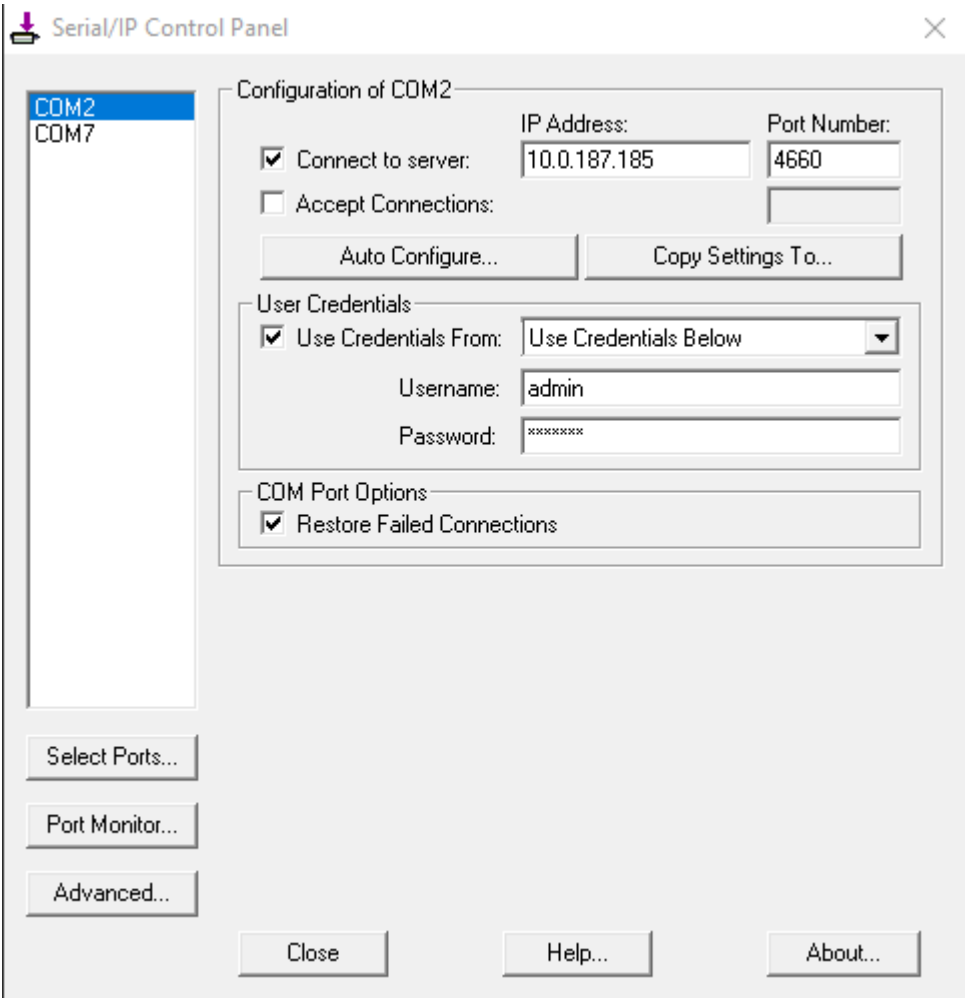 Serial/IP Control Panel
COM2
COM7
Configuration of COM2
IP Address: Port Number:
Connect to server: 10.0.187.185 4660
Accept Connections:
Auto Configure... Copy Settings To...
User Credentials
Use Credentials From: Use Credentials Below
Username: admin
Password: *******
COM Port Options
Restore Failed Connections
Select Ports...
Port Monitor...
Advanced...
Close Help... About...